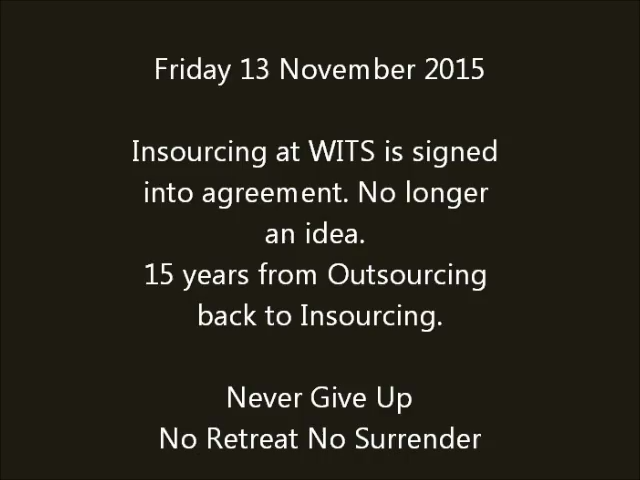 Friday 13 November 2015
Insourcing at WITS is signed
into agreement. No longer
an idea.
15 years from Outsourcing
back to Insourcing.
Never Give Up
No Retreat No Surrender